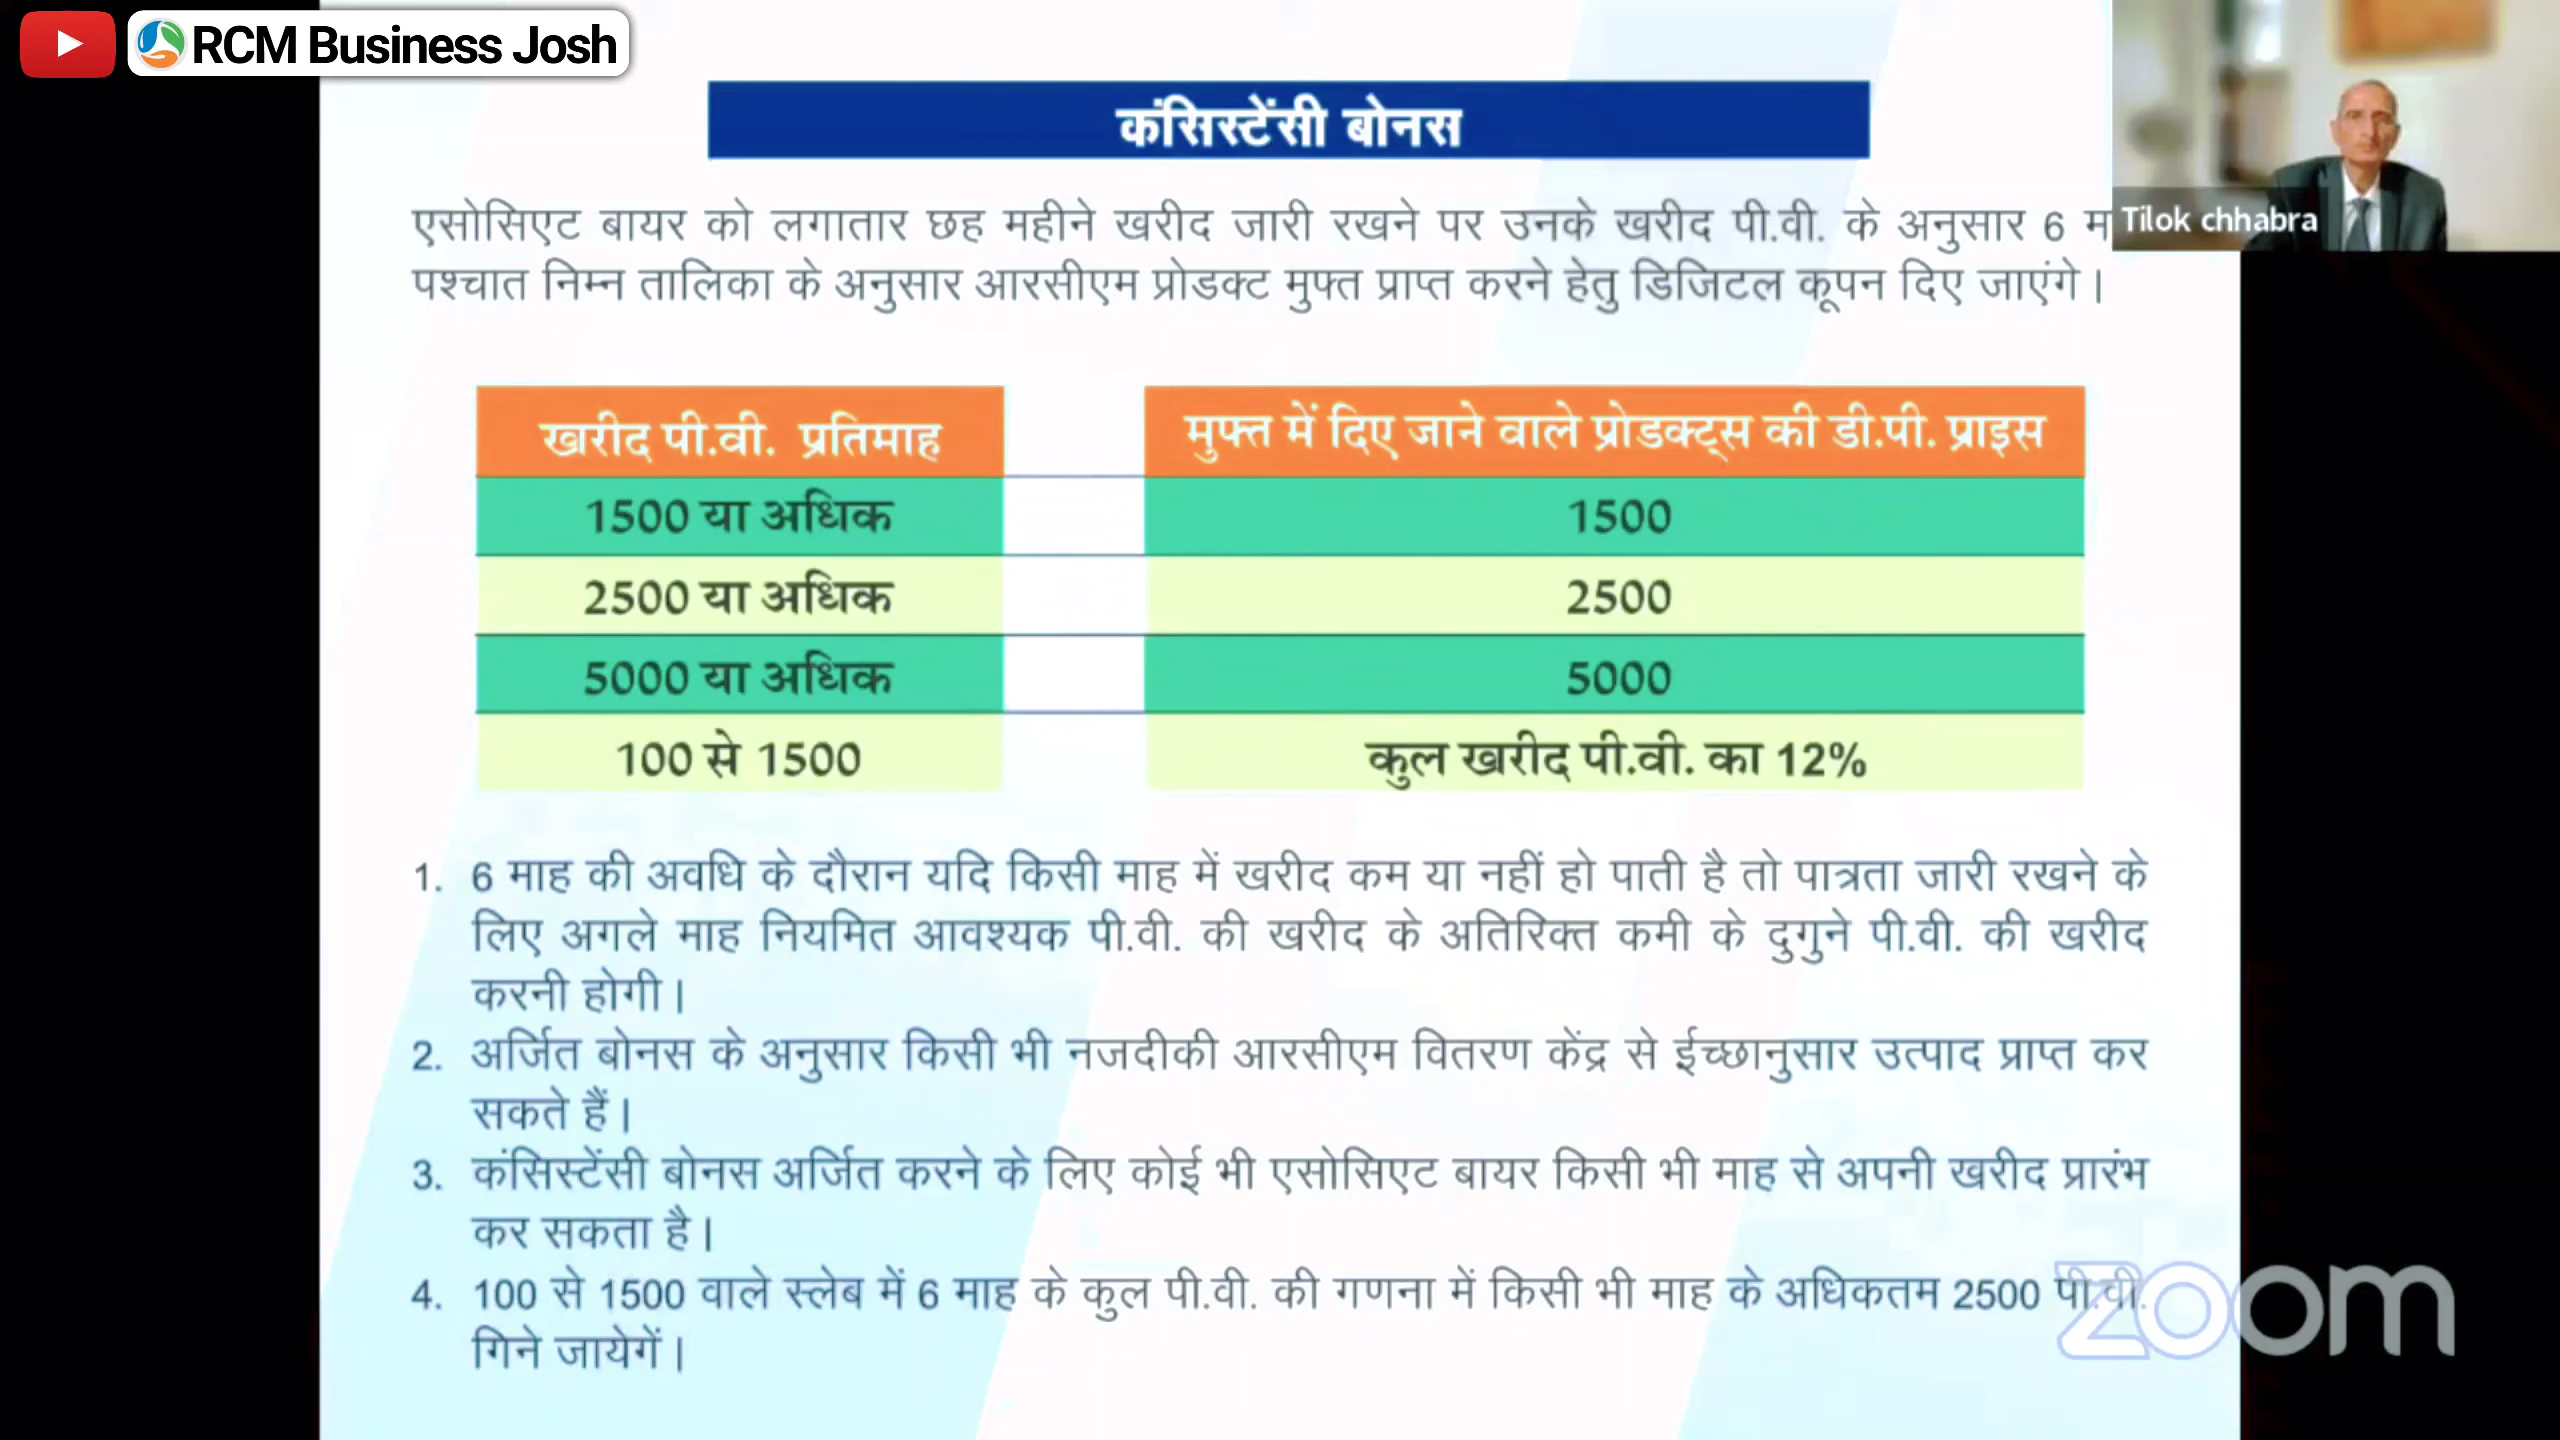 RCM Business Josh
कंसिस्टेंसी बोनस
एसोसिएट बायर को लगातार छह महीने खरीद जारी रखने पर उनके खरीद पी.वी. के अनुसार 6
Tilok chhabra
पश्चात निम्न तालिका के अनुसार आरसीएम प्रोडक्ट मुफ्त प्राप्त करने हेतु डिजिटल कूपन दिए जाएंगे।
खरीद पी.वी. प्रतिमाह मुफ्त में दिए जाने वाले प्रोडक्ट्स की डी.पी. प्राइस
1500 या अधिक 1500
2500 या अधिक 2500
5000 या अधिक 5000
100 से 1500 कुल खरीद पी.वी. का 12%
1. 6 माह की अवधि के दौरान यदि किसी माह में खरीद कम या नहीं हो पाती है तो पात्रता जारी रखने के
लिए अगले माह नियमित आवश्यक पी.वी. की खरीद के अतिरिक्त कमी के दुगुने पी.वी. की खरीद
करनी होगी।
2. अर्जित बोनस के अनुसार किसी भी नजदीकी आरसीएम वितरण केंद्र से ईच्छानुसार उत्पाद प्राप्त कर
सकते हैं।
3. कंसिस्टेंसी बोनस अर्जित करने के लिए कोई भी एसोसिएट बायर किसी भी माह से अपनी खरीद प्रारंभ
कर सकता है।
4. 100 से 1500 वाले स्लेब में 6 माह के कुल पी.वी. की गणना में किसी भी माह के अधिकतम 2500 पी.वी.
गिने जायेगें।
zoom